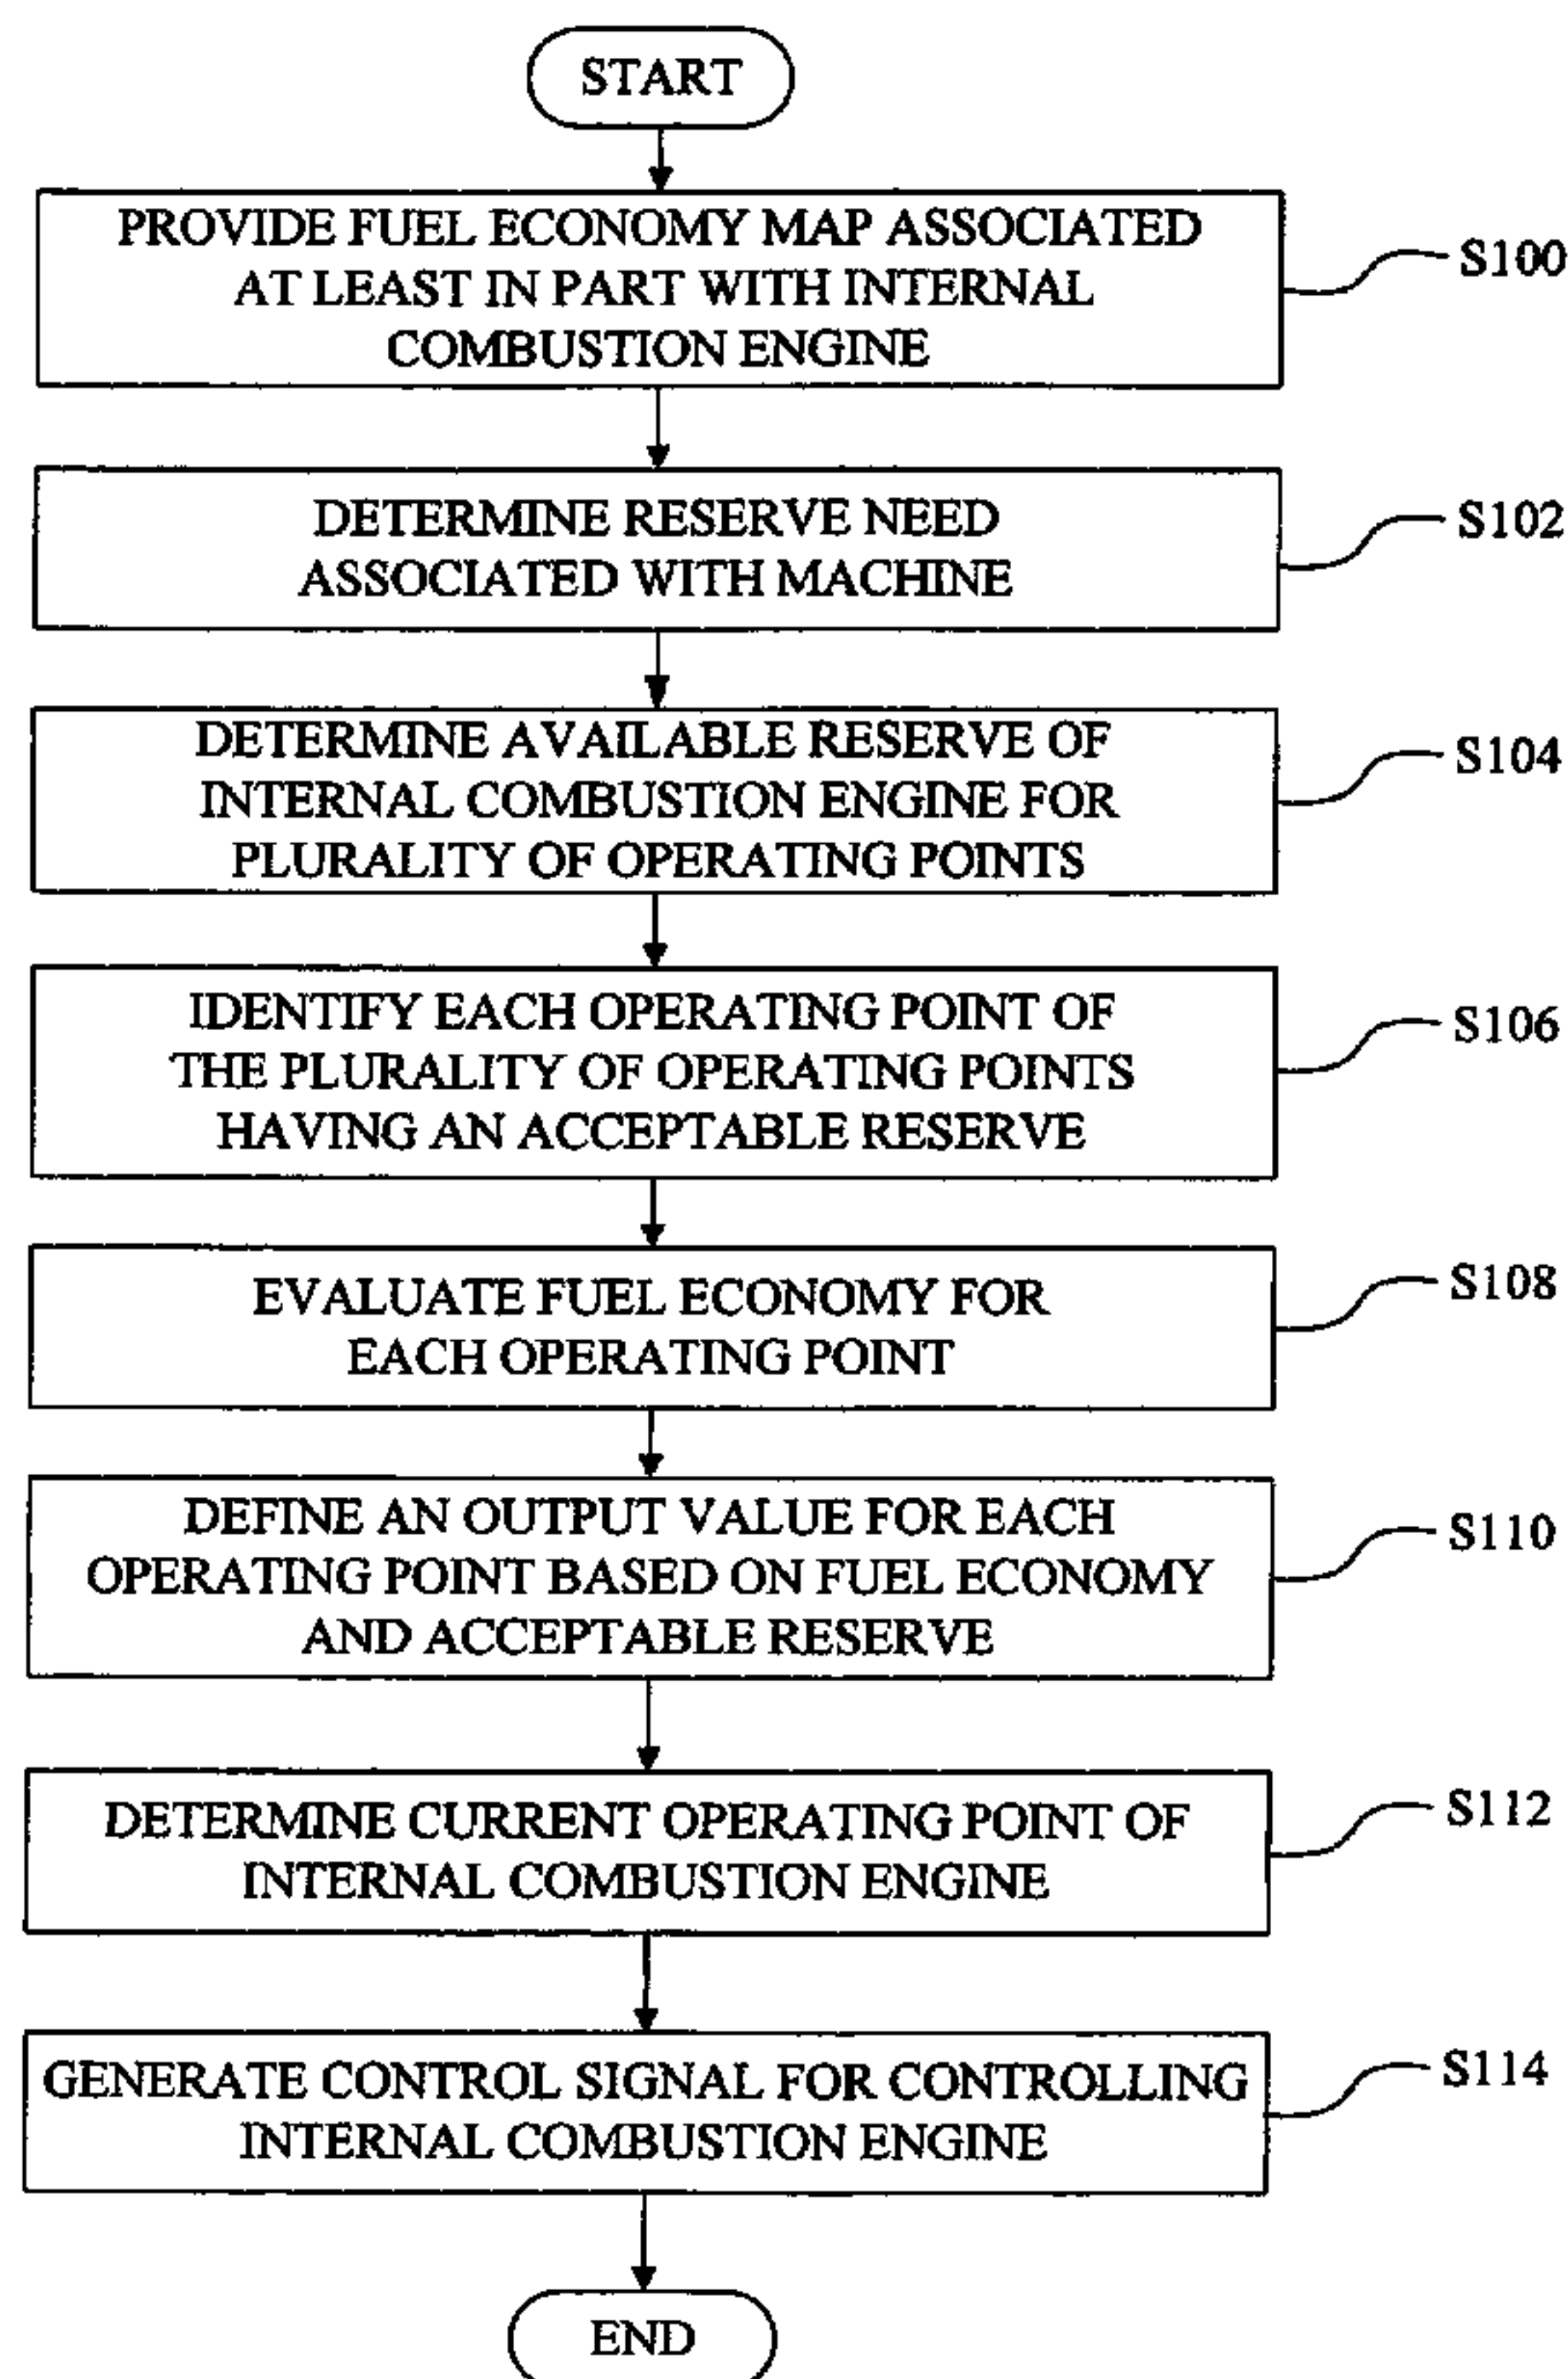 START
PROVIDE FUEL ECONOMY MAP ASSOCIATED
AT LEAST IN PART WITH INTERNAL
COMBUSTION ENGINE
S100
DETERMINE RESERVE NEED
ASSOCIATED WITH MACHINE
S102
DETERMINE AVAILABLE RESERVE OF
INTERNAL COMBUSTION ENGINE FOR
PLURALITY OF OPERATING POINTS
S104
IDENTIFY EACH OPERATING POINT OF
THE PLURALITY OF OPERATING POINTS
HAVING AN ACCEPTABLE RESERVE
S106
EVALUATE FUEL ECONOMY FOR
EACH OPERATING POINT
S108
DEFINE AN OUTPUT VALUE FOR EACH
OPERATING POINT BASED ON FUEL ECONOMY
AND ACCEPTABLE RESERVE
S110
DETERMINE CURRENT OPERATING POINT OF
INTERNAL COMBUSTION ENGINE
S112
GENERATE CONTROL SIGNAL FOR CONTROLLING
INTERNAL COMBUSTION ENGINE
S114
END